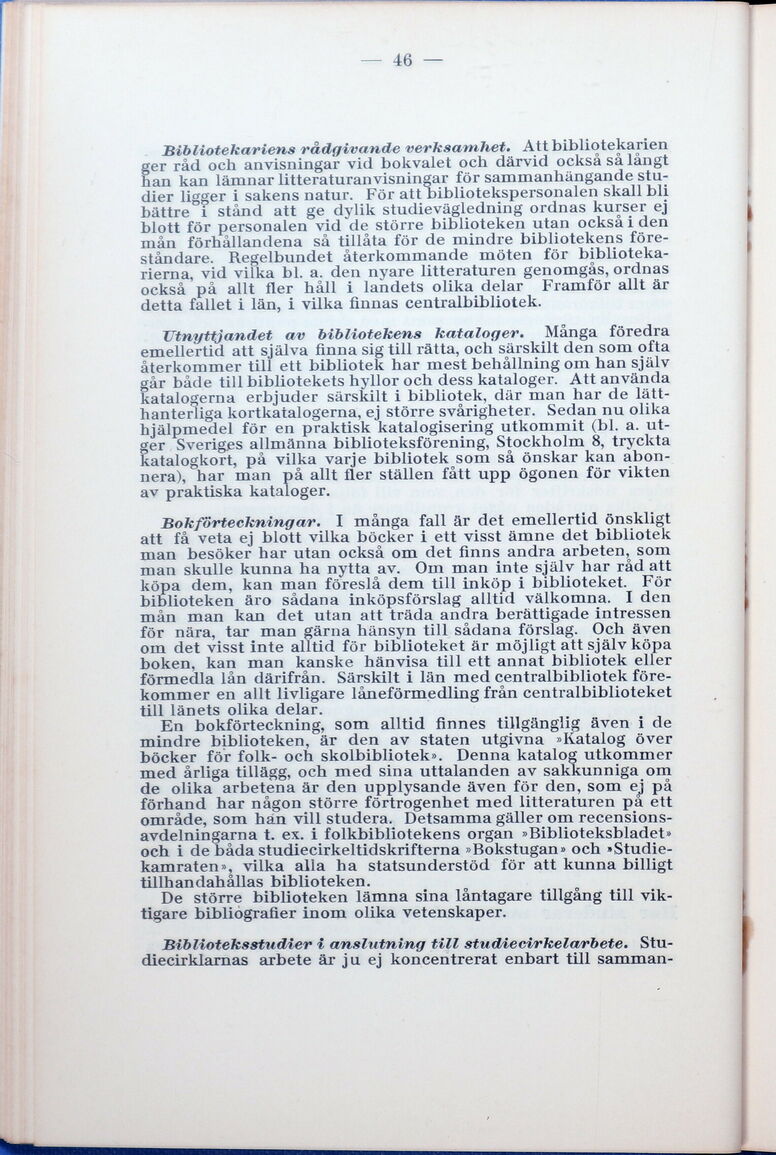 — 46 —
Bibliotekariens rådgivande verksamhet. Att bibliotekarien
ger råd och anvisningar vid bokvalet och därvid också så långt
han kan lämnar litteraturanvisningar för sammanhängande stu-
dier ligger i sakens natur. För att bibliotekspersonalen skall bli
bättre i stånd att ge dylik studievägledning ordnas kurser ej
blott för personalen vid de större biblioteken utan också i den
mån förhållandena så tillåta för de mindre bibliotekens före-
ståndare. Regelbundet återkommande möten för biblioteka-
rierna, vid vilka bl. a. den nyare litteraturen genomgås, ordnas
också på allt fler håll i landets olika delar Framför allt är
detta fallet i län, i vilka finnas centralbibliotek.
Utnyttjandet av bibliotekens kataloger. Många föredra
emellertid att själva finna sig till rätta, och särskilt den som ofta
återkommer till ett bibliotek har mest behållning om han själv
går både till bibliotekets hyllor och dess kataloger. Att använda
katalogerna erbjuder särskilt i bibliotek, där man har de lätt-
hanterliga kortkatalogerna, ej större svårigheter. Sedan nu olika
hjälpmedel för en praktisk katalogisering utkommit (bl. a. ut-
ger Sveriges allmänna biblioteksförening, Stockholm 8, tryckta
katalogkort, på vilka varje bibliotek som så önskar kan abon-
nera), har man på allt fler ställen fått upp ögonen för vikten
av praktiska kataloger.
Bokförteckningar. I många fall är det emellertid önskligt
att få veta ej blott vilka böcker i ett visst ämne det bibliotek
man besöker har utan också om det finns andra arbeten, som
man skulle kunna ha nytta av. Om man inte själv har råd att
köpa dem, kan man föreslå dem till inköp i biblioteket. För
biblioteken äro sådana inköpsförslag alltid välkomna. I den
mån man kan det utan att träda andra berättigade intressen
för nära, tar man gärna hänsyn till sådana förslag. Och även
om det visst inte alltid för biblioteket är möjligt att själv köpa
boken, kan man kanske hänvisa till ett annat bibliotek eller
förmedla lån därifrån. Särskilt i län med centralbibliotek före-
kommer en allt livligare låneförmedling från centralbiblioteket
till länets olika delar.
En bokförteckning, som alltid finnes tillgänglig även i de
mindre biblioteken, är den av staten utgivna »Katalog över
böcker för folk- och skolbibliotek». Denna katalog utkommer
med årliga tillägg, och med sina uttalanden av sakkunniga om
de olika arbetena är den upplysande även för den, som ej på
förhand har någon större förtrogenhet med litteraturen på ett
område, som han vill studera. Detsamma gäller om recensions-
avdelningarna t. ex. i folkbibliotekens organ »Biblioteksbladet»
och i de båda studiecirkeltidskrifterna »Bokstugan» och »Studie-
kamraten», vilka alla ha statsunderstöd för att kunna billigt
tillhandahållas biblioteken.
De större biblioteken lämna sina låntagare tillgång till vik-
tigare bibliografier inom olika vetenskaper.
Biblioteksstudier i anslutning till studiecirkelarbete. Stu-
diecirklarnas arbete är ju ej koncentrerat enbart till samman-